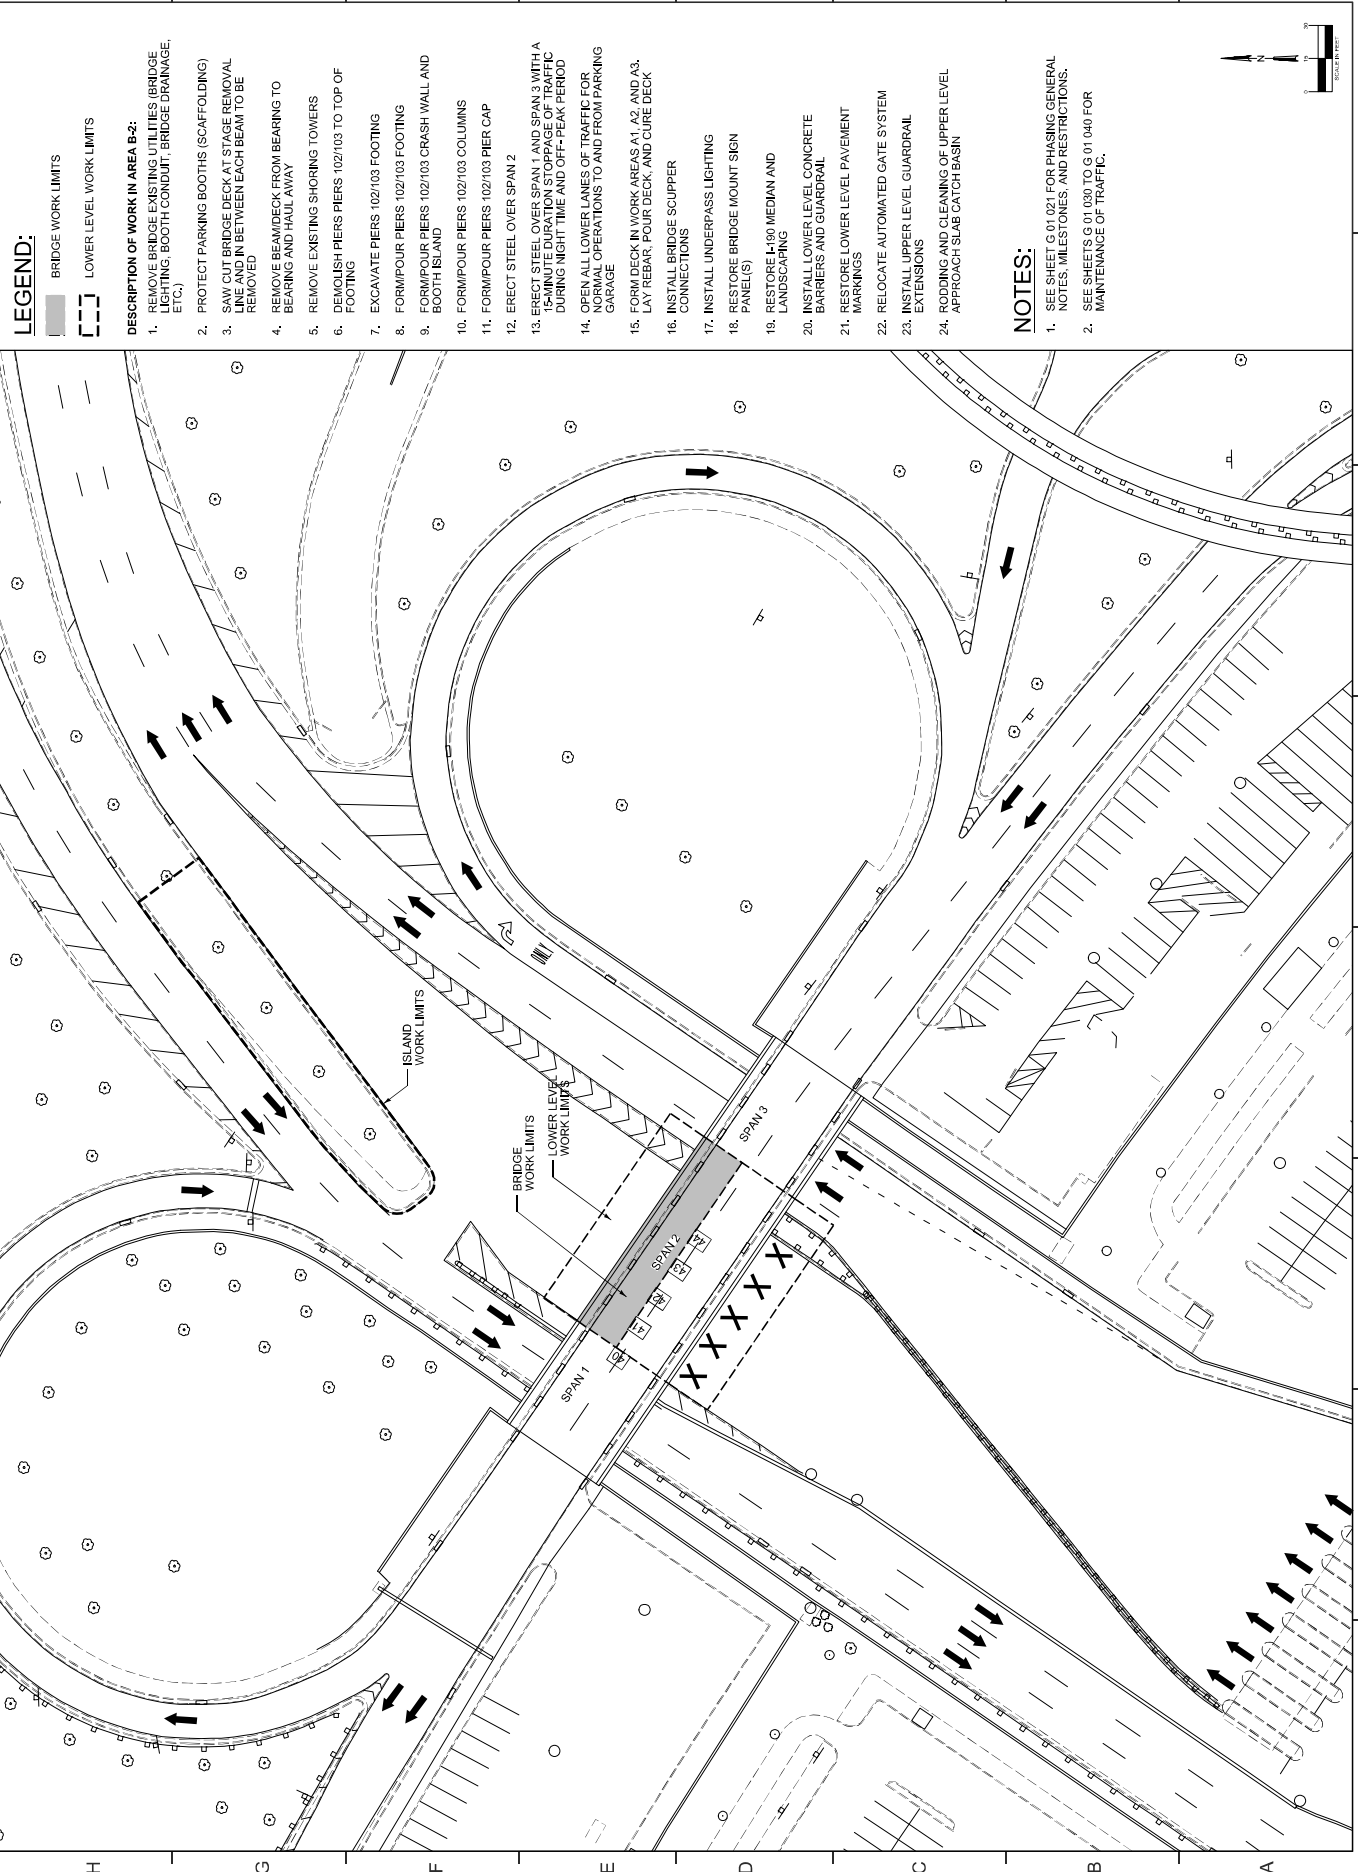 LEGEND:
BRIDGE WORK LIMITS
LOWER LEVEL WORK LIMITS
DESCRIPTION OF WORK IN AREA B-2:
1. REMOVE BRIDGE EXISTING UTILITIES (BRIDGE
LIGHTING, BOOTH CONDUIT, BRIDGE DRAINAGE,
ETC.)
2. PROTECT PARKING BOOTHS (SCAFFOLDING)
3. SAW CUT BRIDGE DECK AT STAGE REMOVAL
LINE AND IN BETWEEN EACH BEAM TO BE
REMOVED
4. REMOVE BEAM/DECK FROM BEARING TO
BEARING AND HAUL AWAY
5. REMOVE EXISTING SHORING TOWERS
6. DEMOLISH PIERS PIERS 102/103 TO TOP OF
FOOTING
7. EXCAVATE PIERS 102/103 FOOTING
8. FORM/POUR PIERS 102/103 FOOTING
9. FORM/POUR PIERS 102/103 CRASH WALL AND
BOOTH ISLAND
10. FORM/POUR PIERS 102/103 COLUMNS
11. FORM/POUR PIERS 102/103 PIER CAP
12. ERECT STEEL OVER SPAN 2
13. ERECT STEEL OVER SPAN 1 AND SPAN 3 WITH A
15-MINUTE DURATION STOPPAGE OF TRAFFIC
DURING NIGHT TIME AND OFF-PEAK PERIOD
14. OPEN ALL LOWER LANES OF TRAFFIC FOR
NORMAL OPERATIONS TO AND FROM PARKING
GARAGE
15. FORM DECK IN WORK AREAS A1, A2, AND A3.
LAY REBAR, POUR DECK, AND CURE DECK
16. INSTALL BRIDGE SCUPPER
CONNECTIONS
17. INSTALL UNDERPASS LIGHTING
18. RESTORE BRIDGE MOUNT SIGN
PANEL(S)
19. RESTORE I-190 MEDIAN AND
LANDSCAPING
20. INSTALL LOWER LEVEL CONCRETE
BARRIERS AND GUARDRAIL
21. RESTORE LOWER LEVEL PAVEMENT
MARKINGS
22. RELOCATE AUTOMATED GATE SYSTEM
23. INSTALL UPPER LEVEL GUARDRAIL
EXTENSIONS
24. RODDING AND CLEANING OF UPPER LEVEL
APPROACH SLAB CATCH BASIN
NOTES:
1. SEE SHEET G 01 021 FOR PHASING GENERAL
NOTES, MILESTONES, AND RESTRICTIONS.
2. SEE SHEETS G 01 030 TO G 01 040 FOR
MAINTENANCE OF TRAFFIC.
N
0 15 30
SCALE IN FEET
ISLAND
WORK LIMITS
BRIDGE
WORK LIMITS
LOWER LEVEL
WORK LIMITS
ONLY
SPAN 1
SPAN 2
SPAN 3
40
41
42
43
44
X X X X X
H
G
F
E
D
C
B
A